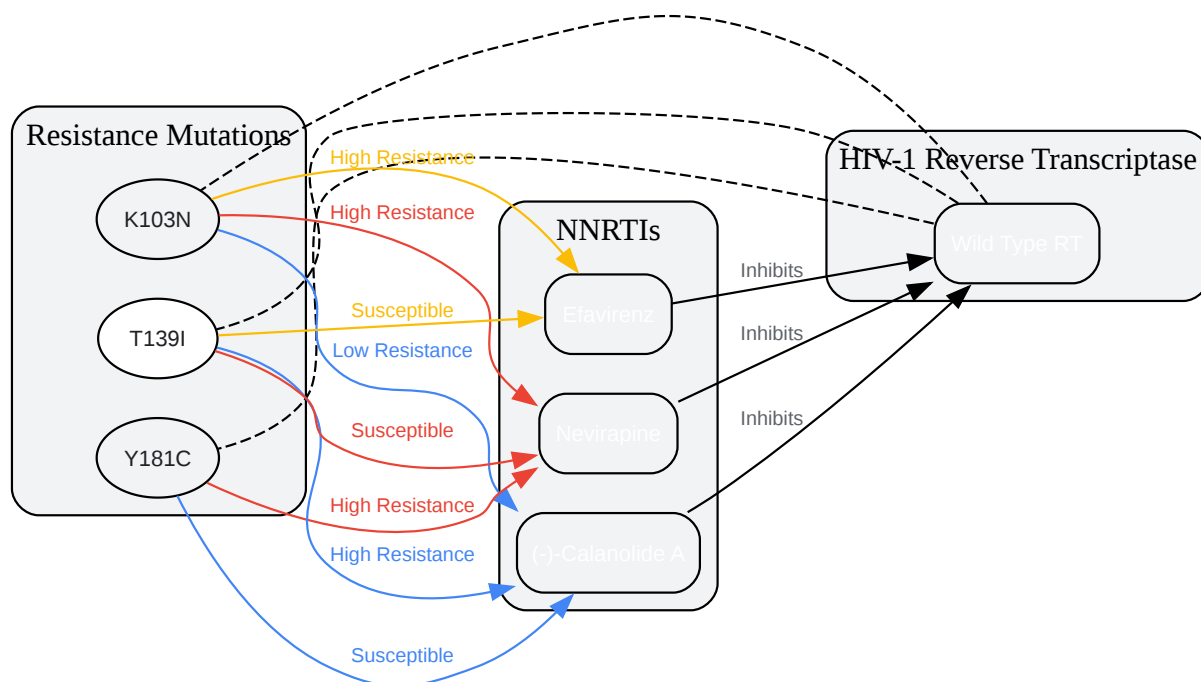 Resistance Mutations
K103N
T139I
Y181C
High Resistance
High Resistance
Susceptible
Low Resistance
Susceptible
High Resistance
High Resistance
Susceptible
NNRTIs
Efavirenz
Nevirapine
(-)-Calanolide A
Inhibits
Inhibits
Inhibits
HIV-1 Reverse Transcriptase
Wild Type RT